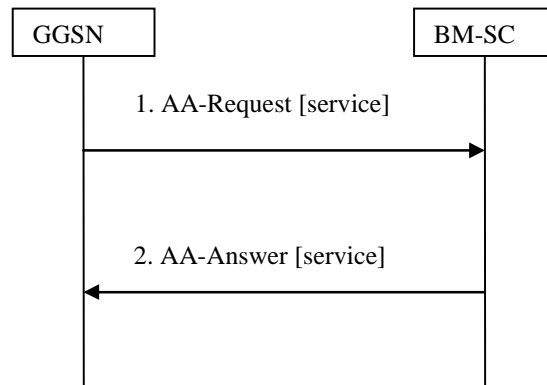 GGSN
BM-SC
1. AA-Request [service]
2. AA-Answer [service]